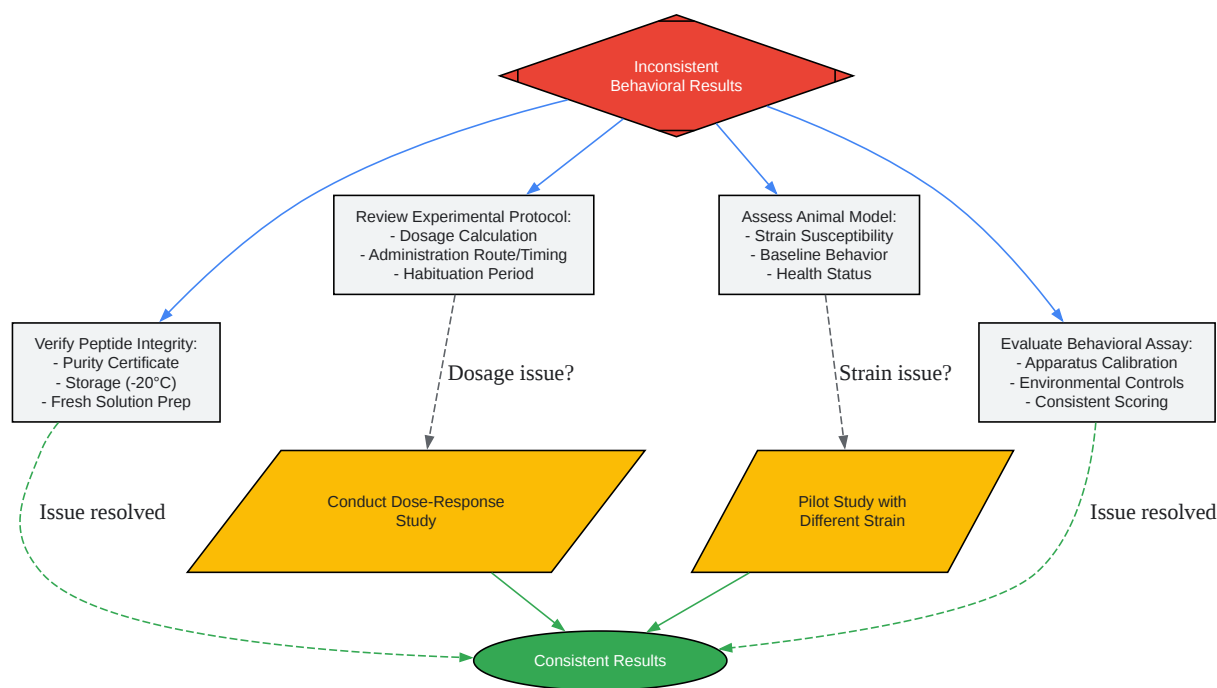 Inconsistent
Behavioral Results
Review Experimental Protocol:
- Dosage Calculation
- Administration Route/Timing
- Habituation Period
Assess Animal Model:
- Strain Susceptibility
- Baseline Behavior
- Health Status
Verify Peptide Integrity:
- Purity Certificate
- Storage (-20°C)
- Fresh Solution Prep
Dosage issue?
Strain issue?
Evaluate Behavioral Assay:
- Apparatus Calibration
- Environmental Controls
- Consistent Scoring
Issue resolved
Conduct Dose-Response
Study
Pilot Study with
Different Strain
Issue resolved
Consistent Results